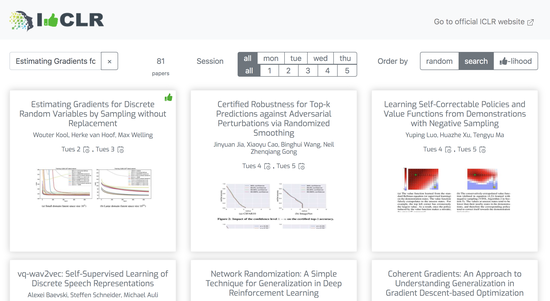 ICLR
Go to official ICLR website
Estimating Gradients fo
×
81
papers
Session
all mon tue wed thu
all 1 2 3 4 5
Order by
random search -lihood
Estimating Gradients for Discrete
Random Variables by Sampling without
Replacement
Wouter Kool, Herke van Hoof, Max Welling
Tues 2 , Tues 3
Certified Robustness for Top-k
Predictions against Adversarial
Perturbations via Randomized
Smoothing
Jinyuan Jia, Xiaoyu Cao, Binghui Wang, Neil
Zhenqiang Gong
Tues 4 , Tues 5
Learning Self-Correctable Policies and
Value Functions from Demonstrations
with Negative Sampling
Yuping Luo, Huazhe Xu, Tengyu Ma
Tues 4 , Tues 5
vq-wav2vec: Self-Supervised Learning of
Discrete Speech Representations
Alexei Baevski, Steffen Schneider, Michael Auli
Network Randomization: A Simple
Technique for Generalization in Deep
Reinforcement Learning
Coherent Gradients: An Approach to
Understanding Generalization in
Gradient Descent-based Optimization